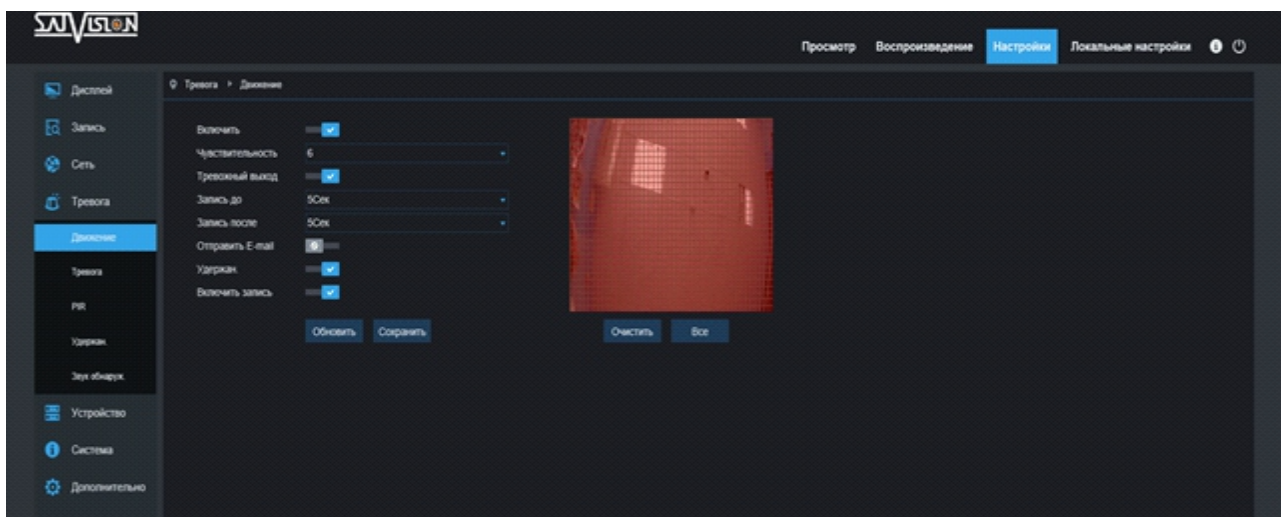 SATVISION
Просмотр Воспроизведение Настройки Локальные настройки
Дисплей
Запись
Сеть
Тревога
Движение
Тревога
PIR
Удержан.
Звук обнаруж.
Устройство
Система
Дополнительно
Тревога Движение
Включить
Чувствительность 6
Тревожный выход
Запись до 5Сек
Запись после 5Сек
Отправить E-mail
Удержан.
Включить запись
Обновить Сохранить
Очистить Все